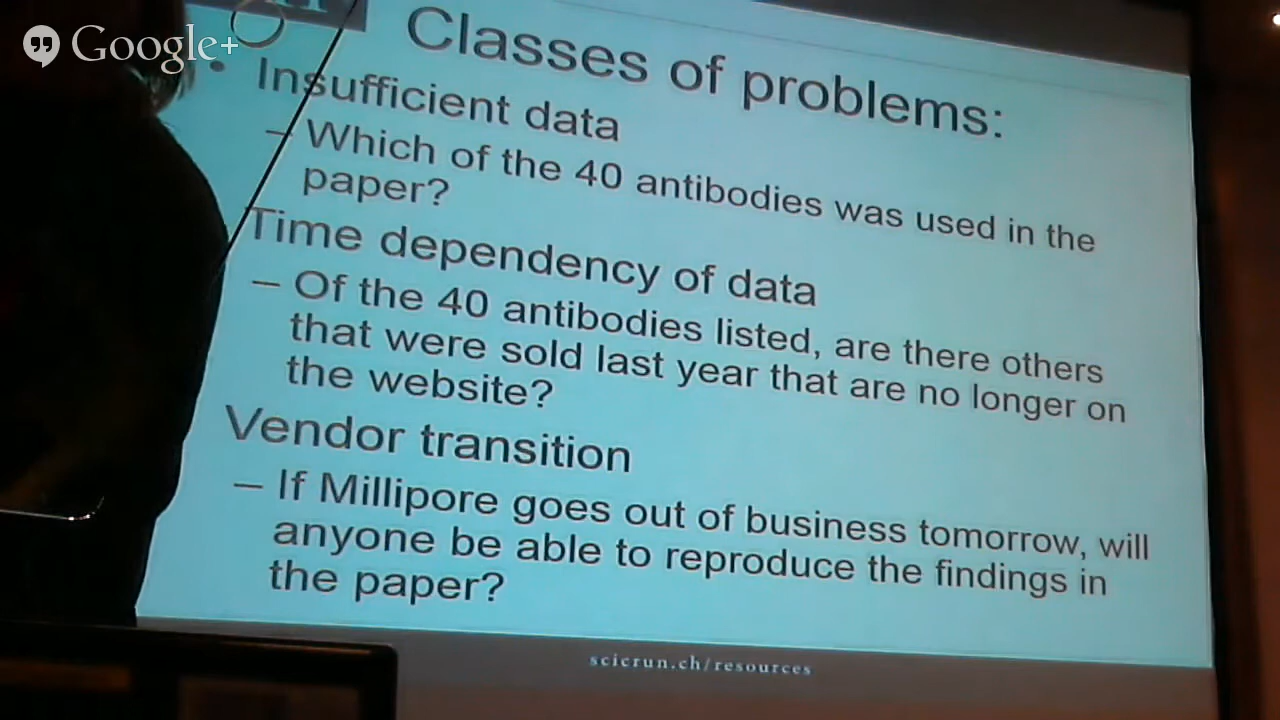 Google+
Classes of problems:
• Insufficient data
– Which of the 40 antibodies was used in the
paper?
Time dependency of data
– Of the 40 antibodies listed, are there others
that were sold last year that are no longer on
the website?
Vendor transition
– If Millipore goes out of business tomorrow, will
anyone be able to reproduce the findings in
the paper?
scicrun.ch/resources